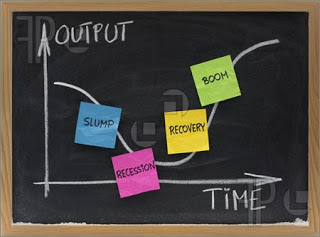 OUTPUT
BOOM
SLUMP
RECOVERY
RECESSION
TIME